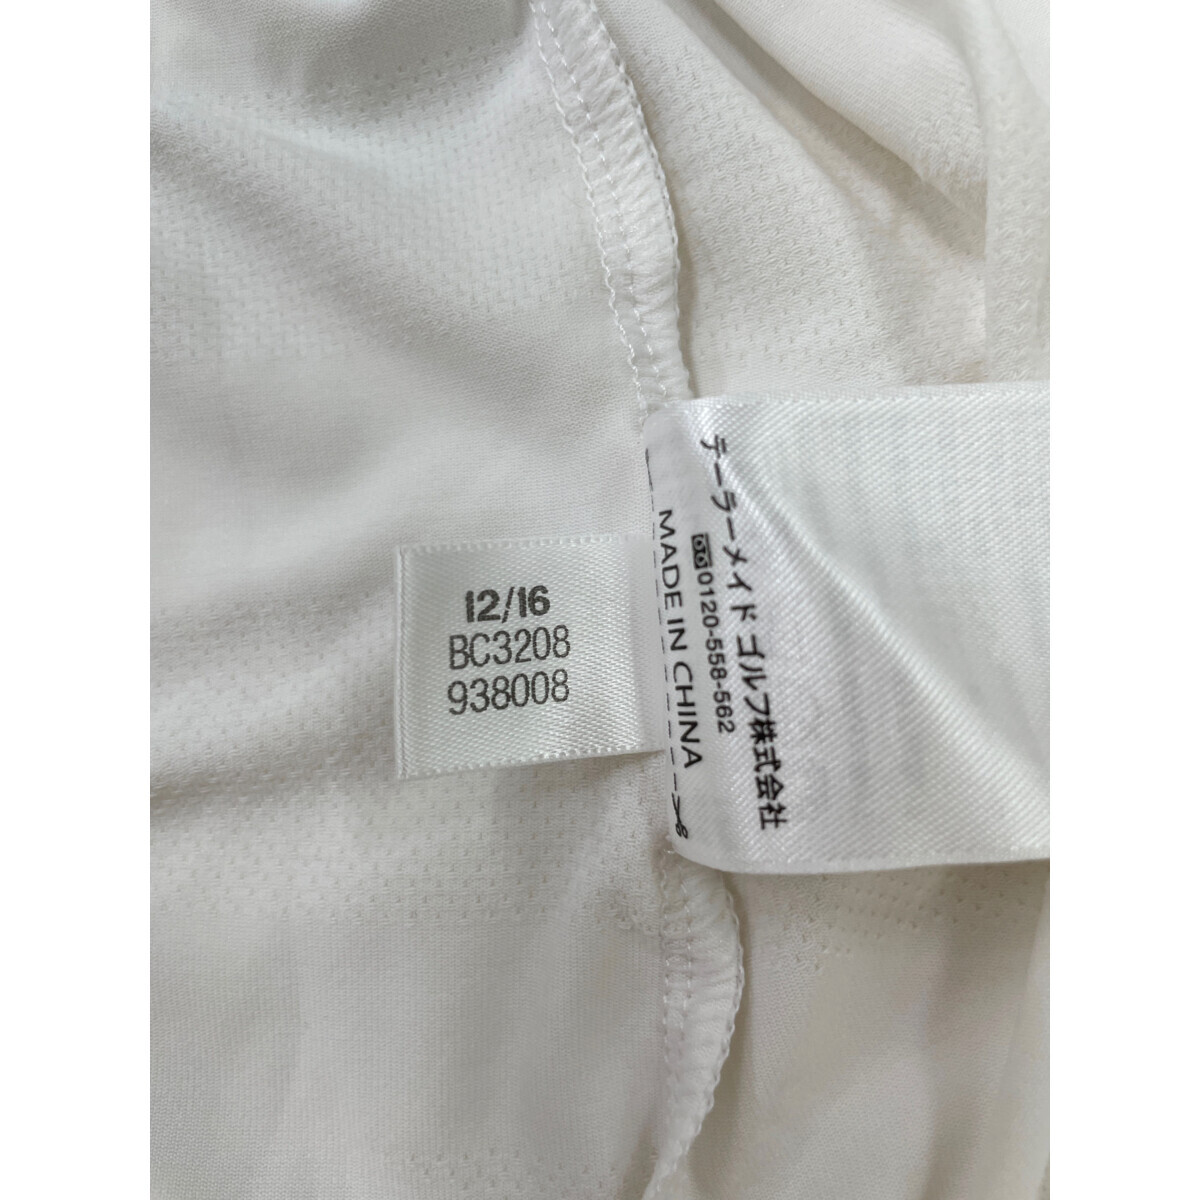 12/16
BC3208
938008
テーラーメイド ゴルフ株式会社
0120-558-562
MADE IN CHINA